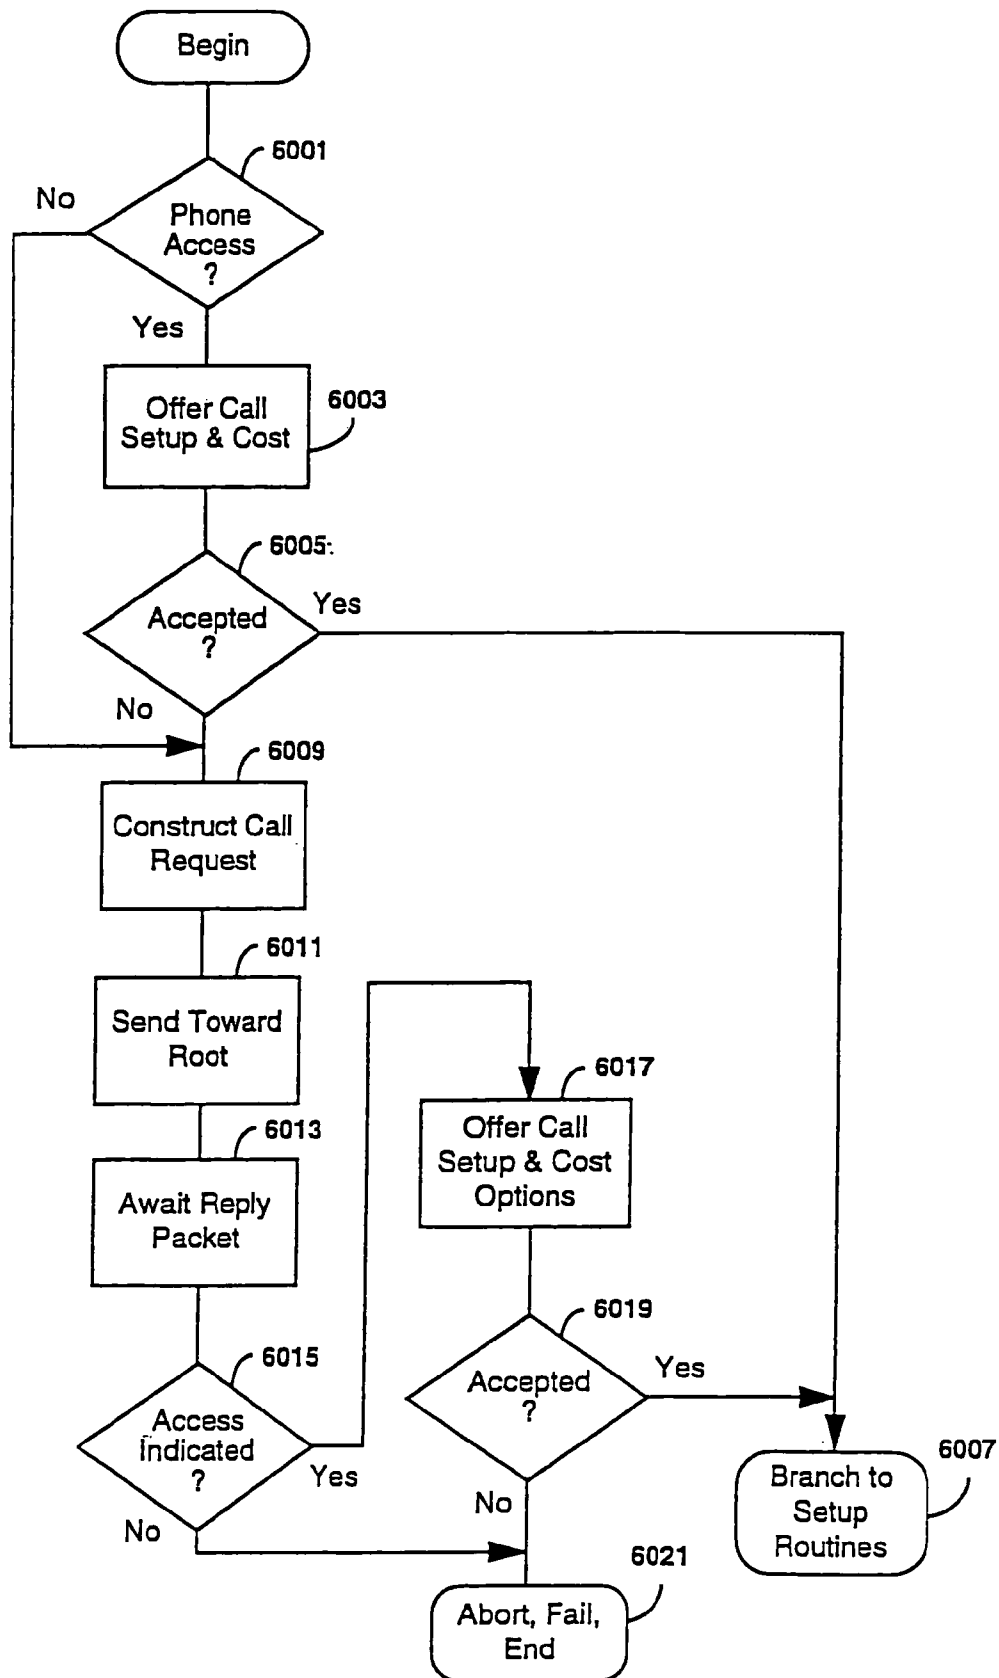 Begin
6001
No
Phone
Access
?
Yes
Offer Call
Setup & Cost
6003
6005
Accepted
?
Yes
No
6009
Construct Call
Request
6011
Send Toward
Root
6013
Await Reply
Packet
6015
Access
Indicated
?
Yes
No
6017
Offer Call
Setup & Cost
Options
6019
Accepted
?
Yes
No
6007
Branch to
Setup
Routines
6021
Abort, Fail,
End